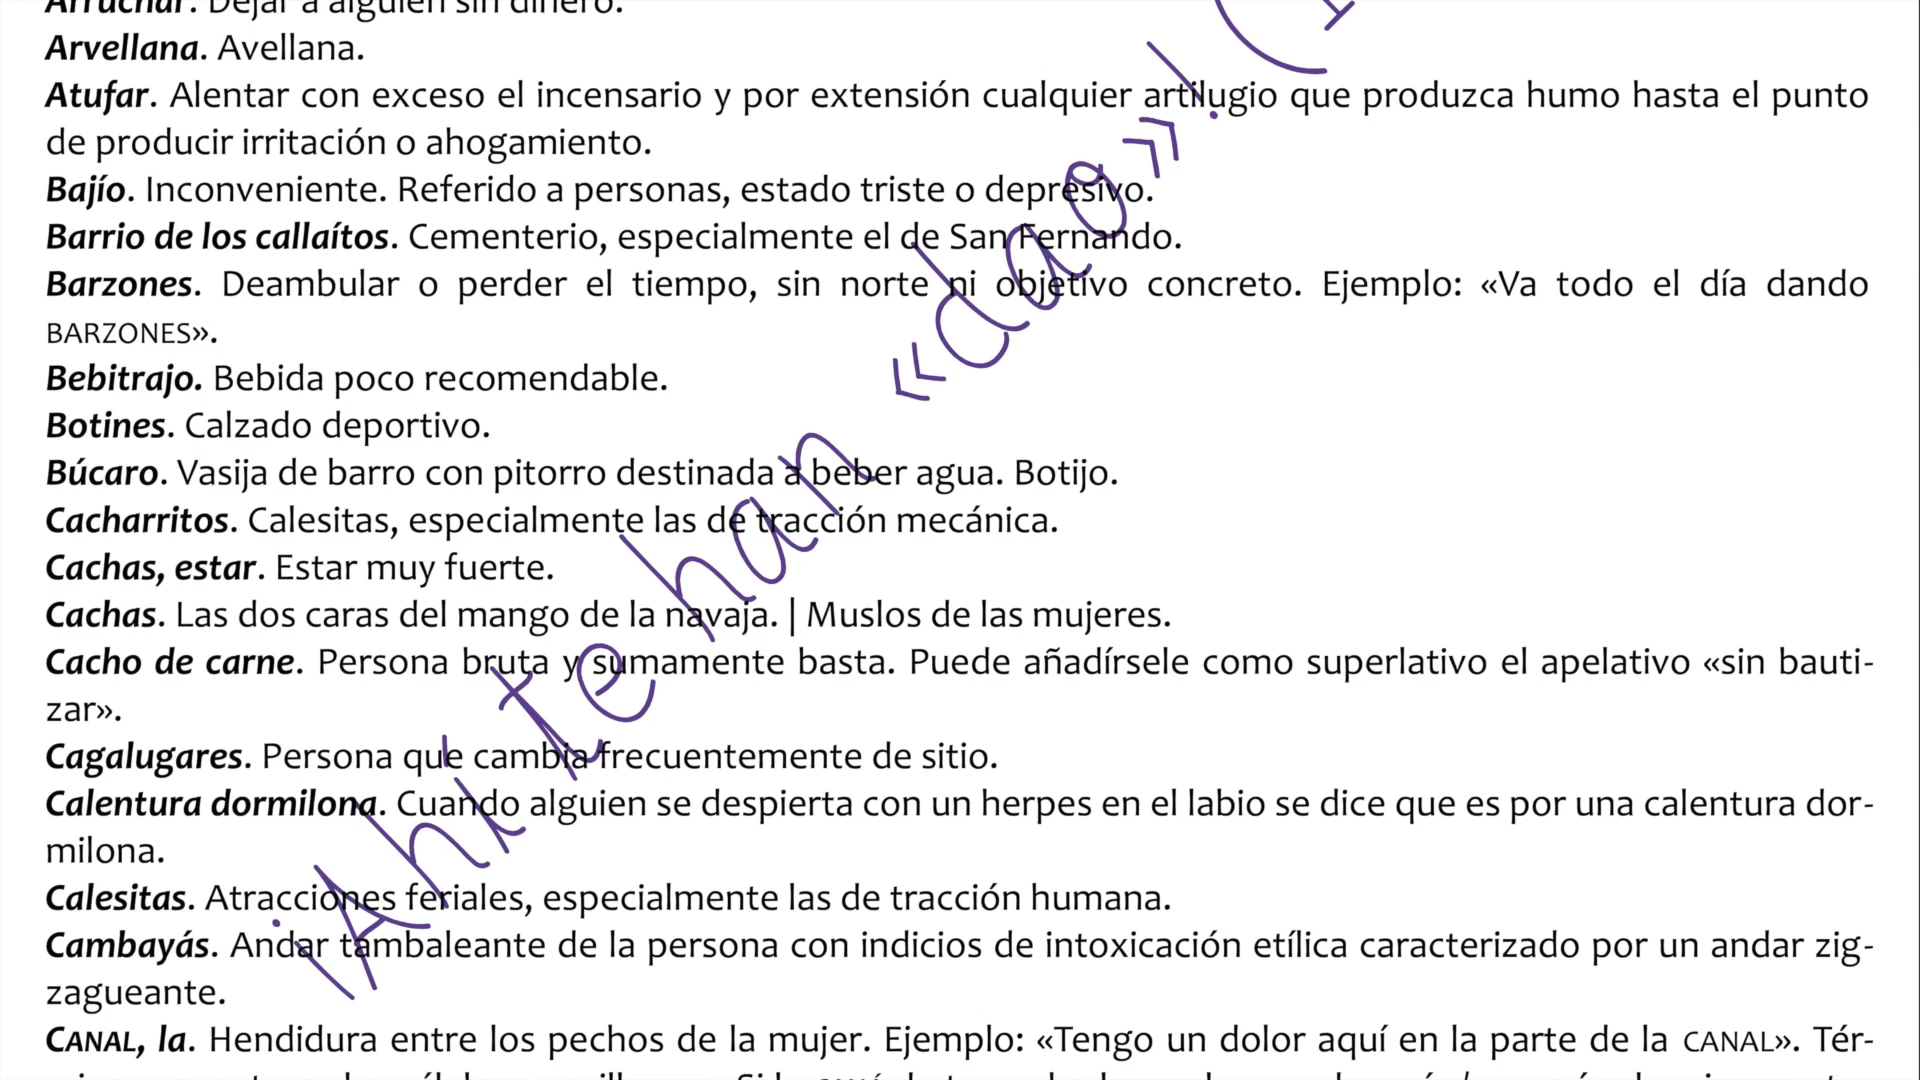 Arruchar. Dejar a alguien sin dinero.
Arvellana. Avellana.
Atufar. Alentar con exceso el incensario y por extensión cualquier artilugio que produzca humo hasta el punto
de producir irritación o ahogamiento.
Bajío. Inconveniente. Referido a personas, estado triste o depresivo.
Barrio de los callaítos. Cementerio, especialmente el de San Fernando.
Barzones. Deambular o perder el tiempo, sin norte ni objetivo concreto. Ejemplo: «Va todo el día dando
BARZONES».
Bebitrajo. Bebida poco recomendable.
Botines. Calzado deportivo.
Búcaro. Vasija de barro con pitorro destinada a beber agua. Botijo.
Cacharritos. Calesitas, especialmente las de tracción mecánica.
Cachas, estar. Estar muy fuerte.
Cachas. Las dos caras del mango de la navaja. | Muslos de las mujeres.
Cacho de carne. Persona bruta y sumamente basta. Puede añadírsele como superlativo el apelativo «sin bauti-
zar».
Cagalugares. Persona que cambia frecuentemente de sitio.
Calentura dormilona. Cuando alguien se despierta con un herpes en el labio se dice que es por una calentura dor-
milona.
Calesitas. Atracciones feriales, especialmente las de tracción humana.
Cambayás. Andar tambaleante de la persona con indicios de intoxicación etílica caracterizado por un andar zig-
zagueante.
CANAL, la. Hendidura entre los pechos de la mujer. Ejemplo: «Tengo un dolor aquí en la parte de la CANAL». Tér-
¡Ahí te han «dao»! (